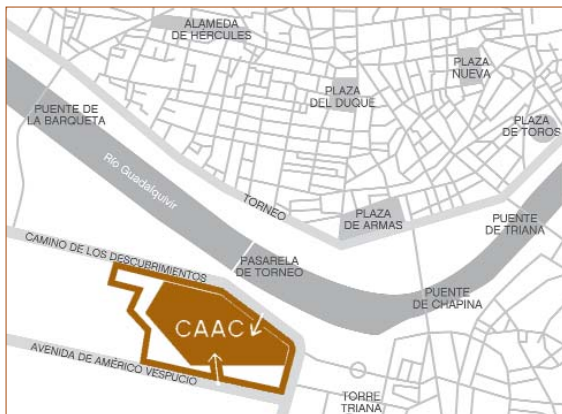 ALAMEDA
DE HÉRCULES
PLAZA
NUEVA
PLAZA
DEL DUQUE
PUENTE DE
LA BARQUETA
PLAZA
DE TOROS
Río Guadalquivir
TORNEO
PLAZA
DE ARMAS
PUENTE
DE TRIANA
CAMINO DE LOS DESCUBRIMIENTOS
PASARELA
DE TORNEO
PUENTE
DE CHAPINA
CAAC
AVENIDA DE AMÉRICO VESPUCIO
TORRE
TRIANA